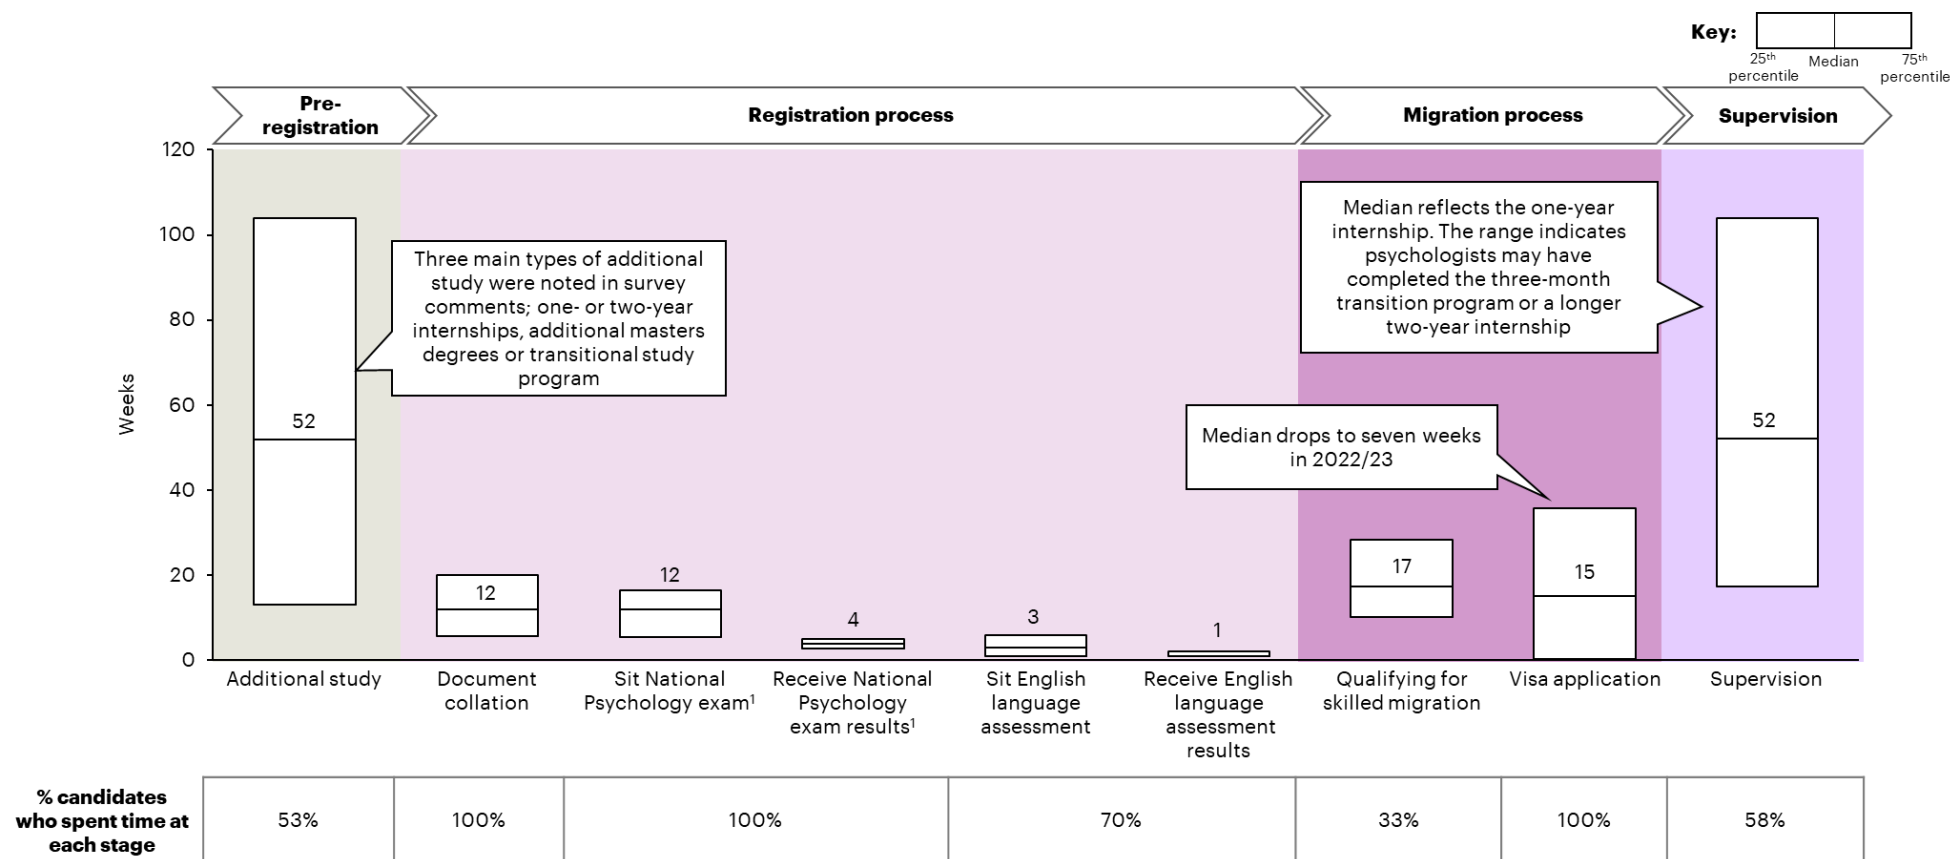 Key:
25th
percentile
Median
75th
percentile
Pre-
registration
Registration process
Migration process
Supervision
120
100
80
60
40
20
0
Weeks
Three main types of additional
study were noted in survey
comments; one- or two-year
internships, additional masters
degrees or transitional study
program
Median reflects the one-year
internship. The range indicates
psychologists may have
completed the three-month
transition program or a longer
two-year internship
Median drops to seven weeks
in 2022/23
52
12
12
4
3
1
17
15
52
Additional study
Document
collation
Sit National
Psychology exam¹
Receive National
Psychology
exam results¹
Sit English
language
assessment
Receive English
language
assessment
results
Qualifying for
skilled migration
Visa application
Supervision
% candidates
who spent time at
each stage
53%
100%
100%
70%
33%
100%
58%